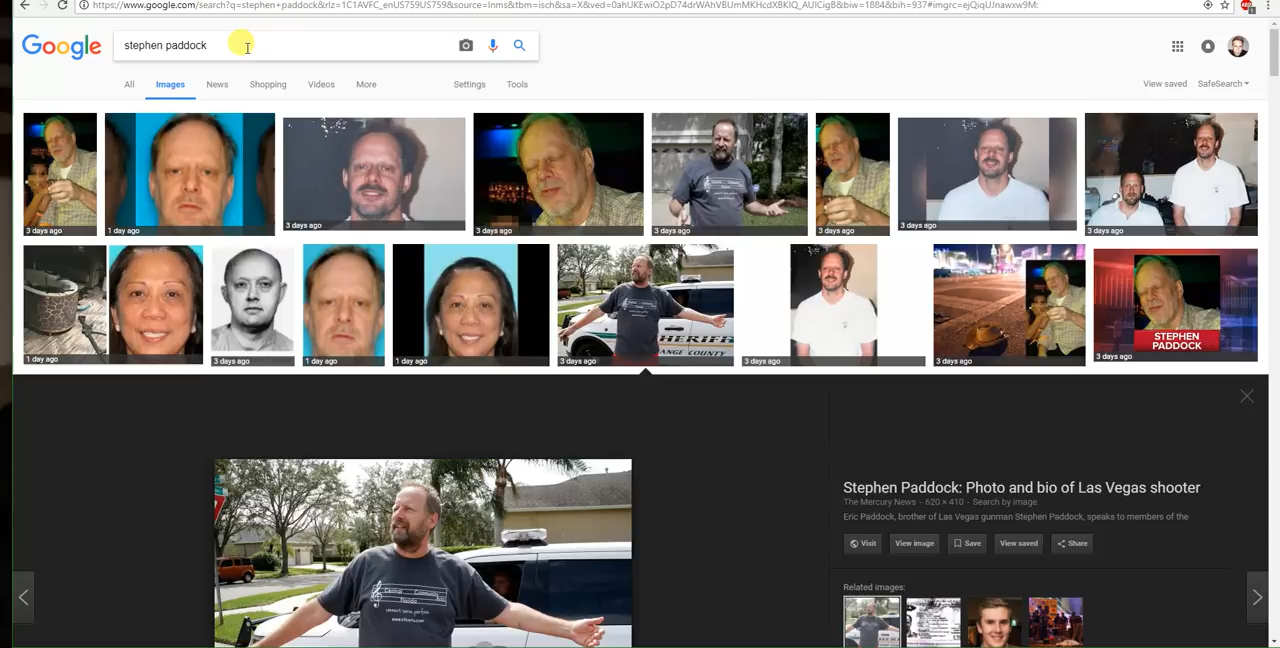 https://www.google.com/search?q=stephen+paddock&rlz=1C1AVFC_enUS759US759&source=lnms&tbm=isch&sa=X&ved=0ahUKEwiO2pD74drWAhVBUmMKHcdXBKIQ_AUICigB&biw=1884&bih=937#imgrc=ejQiqUJnawxw9M:
Google
stephen paddock
All Images News Shopping Videos More Settings Tools
View saved SafeSearch
3 days ago
1 day ago
3 days ago
3 days ago
3 days ago
3 days ago
3 days ago
3 days ago
1 day ago
3 days ago
1 day ago
1 day ago
SHERIFF
ANGE COUNTY
3 days ago
3 days ago
3 days ago
STEPHEN
PADDOCK
3 days ago
Stephen Paddock: Photo and bio of Las Vegas shooter
The Mercury News - 620 × 410 - Search by image
Eric Paddock, brother of Las Vegas gunman Stephen Paddock, speaks to members of the
Visit View image Save View saved Share
Related images:
Central Community
Florida